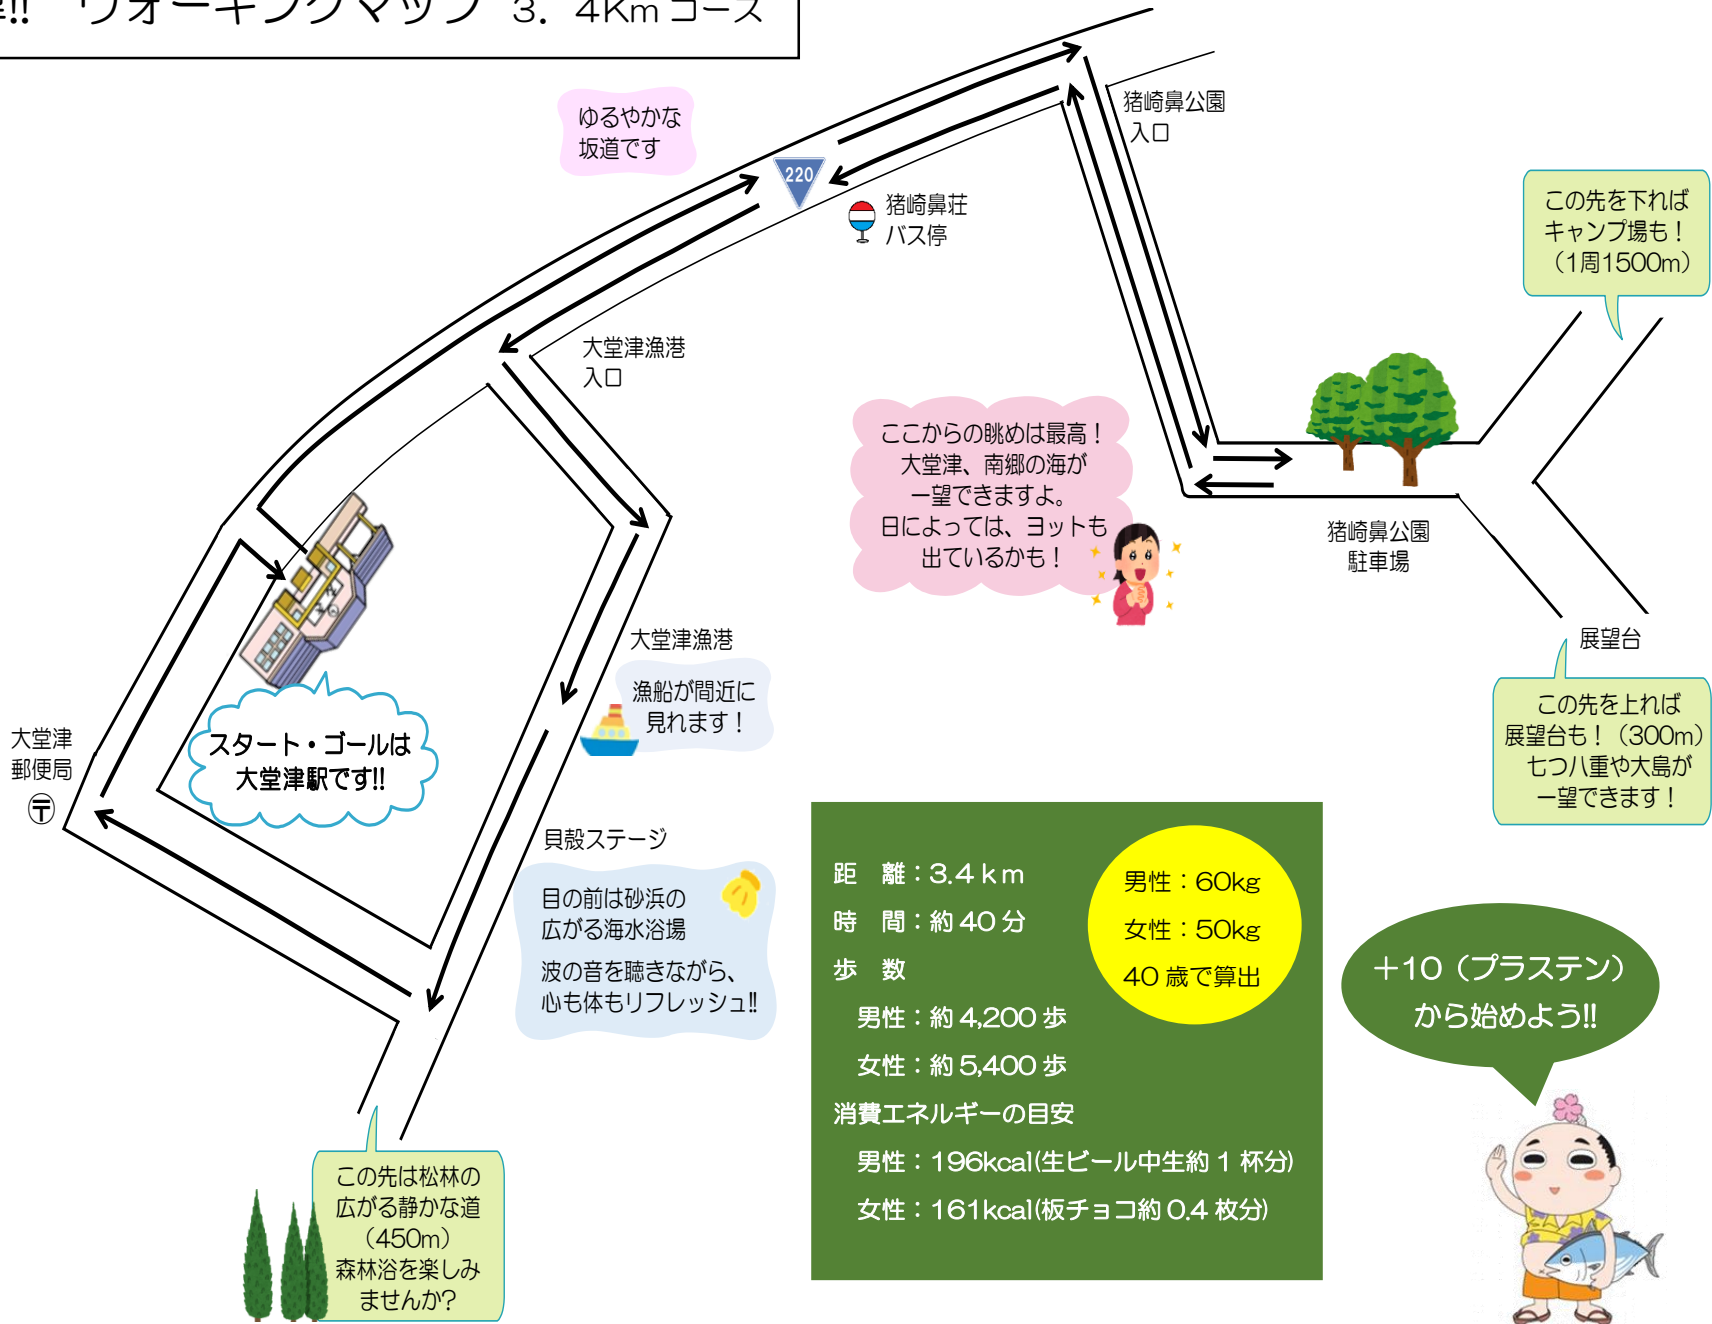 !! ウォーキングマップ 3．4Km コース
ゆるやかな
坂道です
220
猪崎鼻公園
入口
猪崎鼻荘
バス停
この先を下れば
キャンプ場も！
（1周1500m）
大堂津漁港
入口
ここからの眺めは最高！
大堂津、南郷の海が
一望できますよ。
日によっては、ヨットも
出ているかも！
猪崎鼻公園
駐車場
展望台
この先を上れば
展望台も！（300m）
七つ八重や大島が
一望できます！
大堂津漁港
漁船が間近に
見れます！
スタート・ゴールは
大堂津駅です!!
大堂津
郵便局
〒
貝殻ステージ
目の前は砂浜の
広がる海水浴場
波の音を聴きながら、
心も体もリフレッシュ!!
この先は松林の
広がる静かな道
（450m）
森林浴を楽しみ
ませんか?
距　離：3.4ｋｍ
時　間：約 40 分
歩　数
男性：約 4,200 歩
女性：約 5,400 歩
消費エネルギーの目安
男性：196kcal(生ビール中生約 1 杯分)
女性：161kcal(板チョコ約 0.4 枚分)
男性：60kg
女性：50kg
40 歳で算出
＋10（プラステン）
から始めよう!!